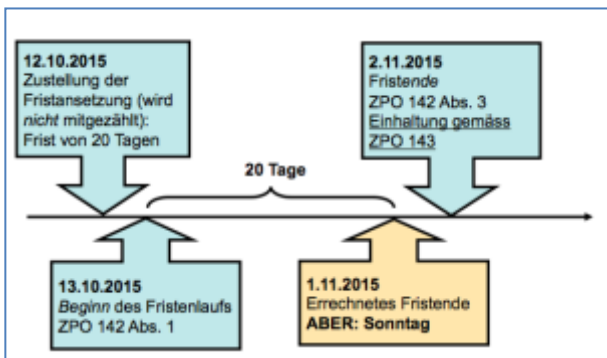 12.10.2015
Zustellung der
Fristansetzung (wird
nicht mitgezählt):
Frist von 20 Tagen
2.11.2015
Fristende
ZPO 142 Abs. 3
Einhaltung gemäss
ZPO 143
20 Tage
13.10.2015
Beginn des Fristenlaufs
ZPO 142 Abs. 1
1.11.2015
Errechnetes Fristende
ABER: Sonntag